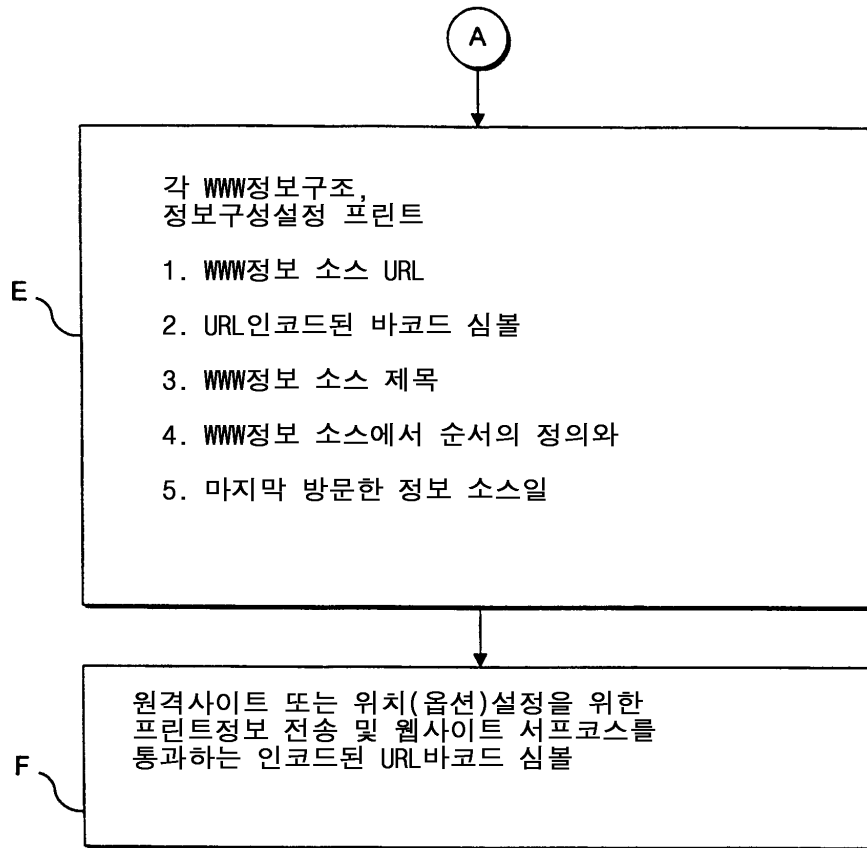 A
각 WWW정보구조,
정보구성설정 프린트
1. WWW정보 소스 URL
2. URL인코드된 바코드 심볼
3. WWW정보 소스 제목
4. WWW정보 소스에서 순서의 정의와
5. 마지막 방문한 정보 소스일
E
원격사이트 또는 위치(옵션)설정을 위한
프린트정보 전송 및 웹사이트 서프코스를
통과하는 인코드된 URL바코드 심볼
F